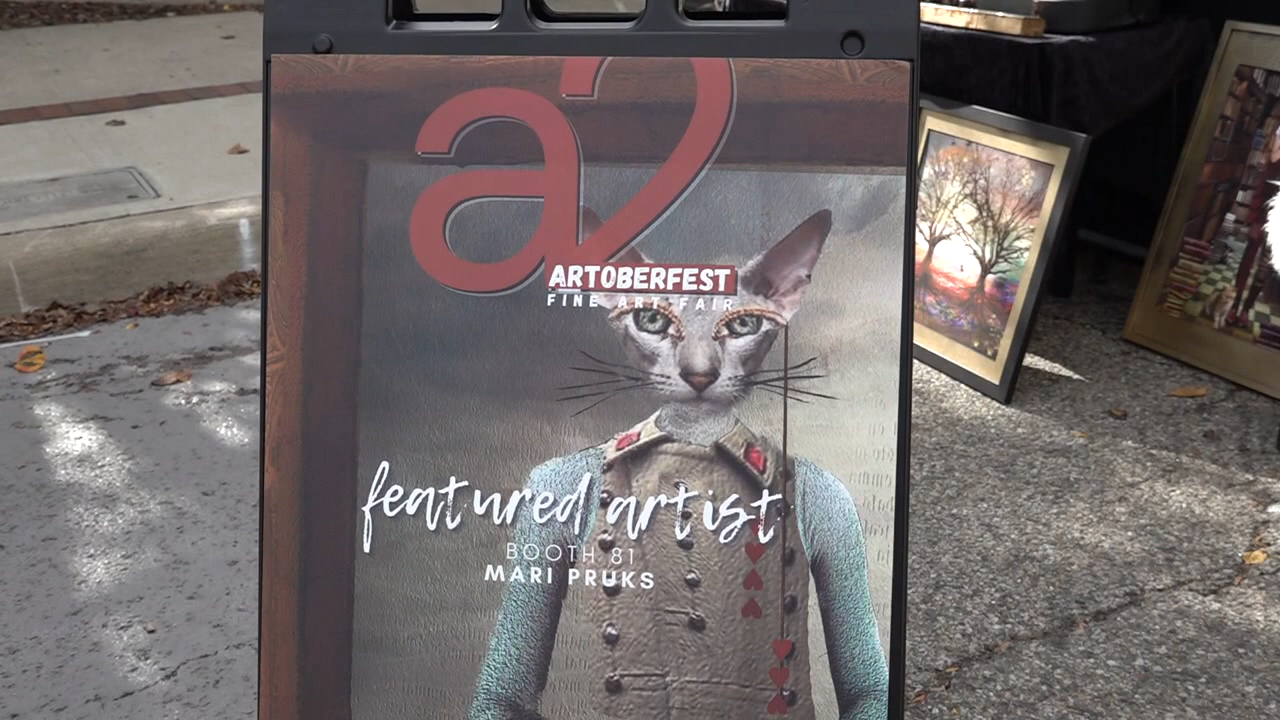 a2
ARTOBERFEST
FINE ART FAIR
featured artist
BOOTH 81
MARI PRUKS